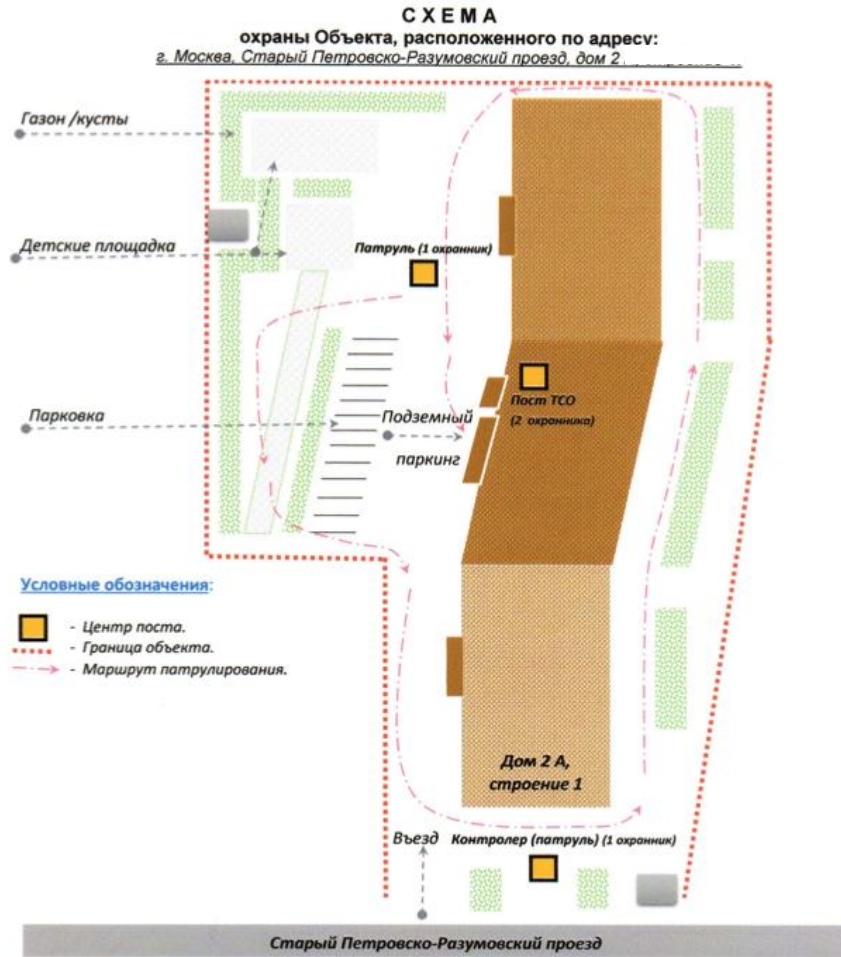 СХЕМА
охраны Объекта, расположенного по адресу:
г. Москва, Старый Петровско-Разумовский проезд, дом 2
Газон /кусты
Детские площадка
Патруль (1 охранник)
Пост ТСО
(2 охранника)
Парковка
Подземный
паркинг
Условные обозначения:
- Центр поста.
- Граница объекта.
- Маршрут патрулирования.
Дом 2 А,
строение 1
Въезд
Контролер (патруль) (1 охранник)
Старый Петровско-Разумовский проезд